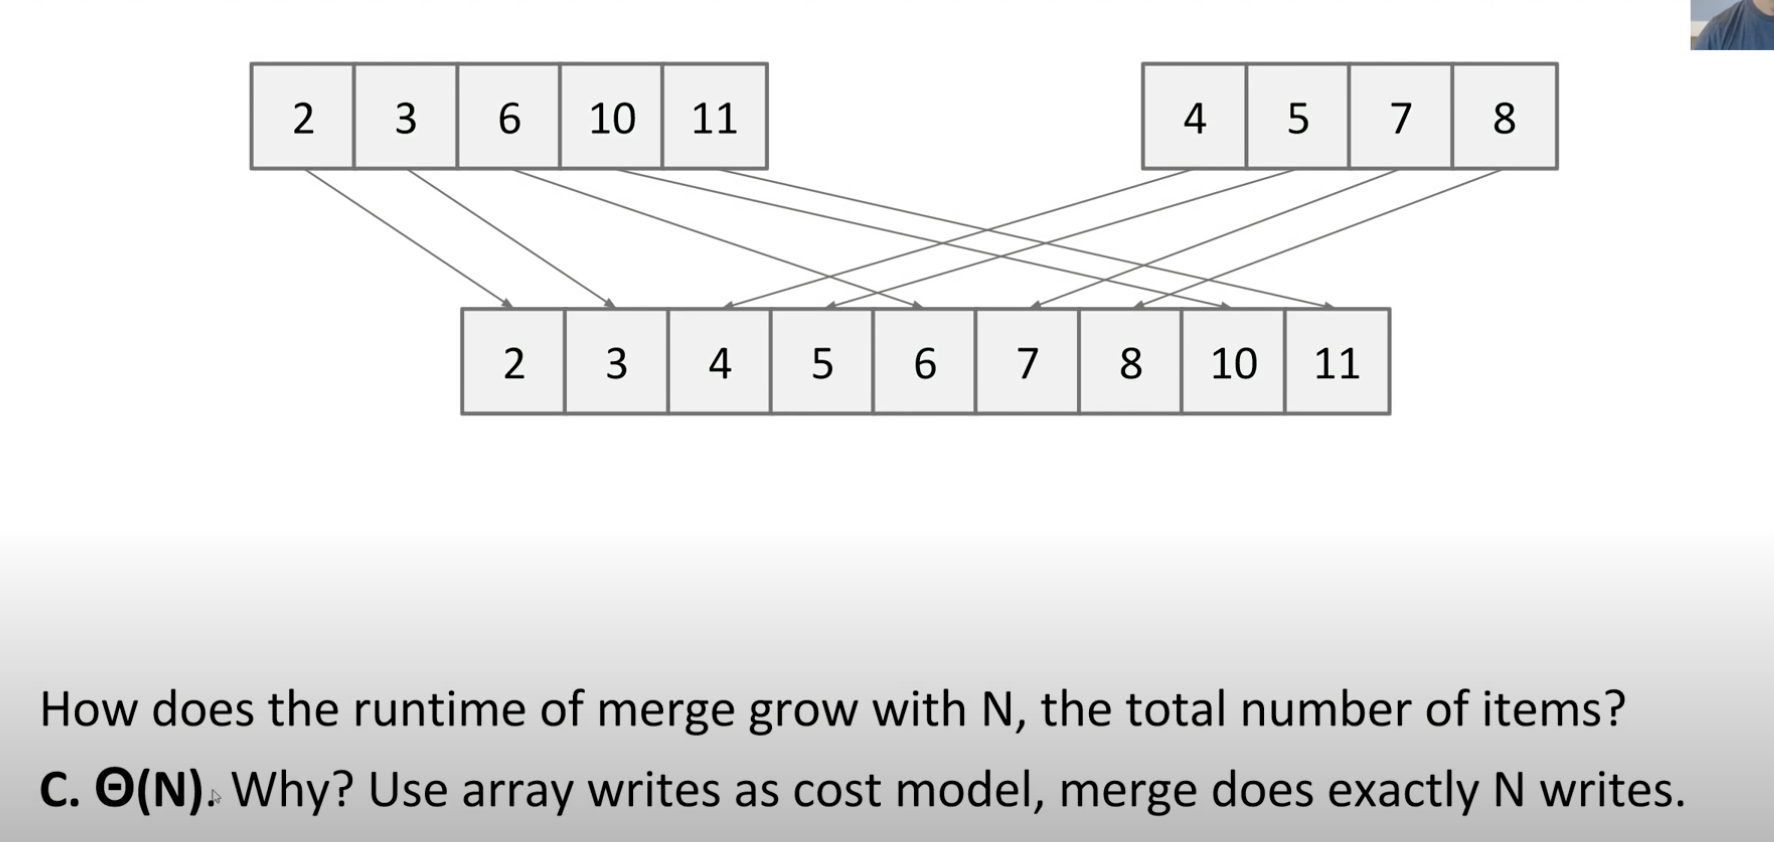 2 3 6 10 11 4 5 7 8
2 3 4 5 6 7 8 10 11
How does the runtime of merge grow with N, the total number of items?
C. Θ(N). Why? Use array writes as cost model, merge does exactly N writes.